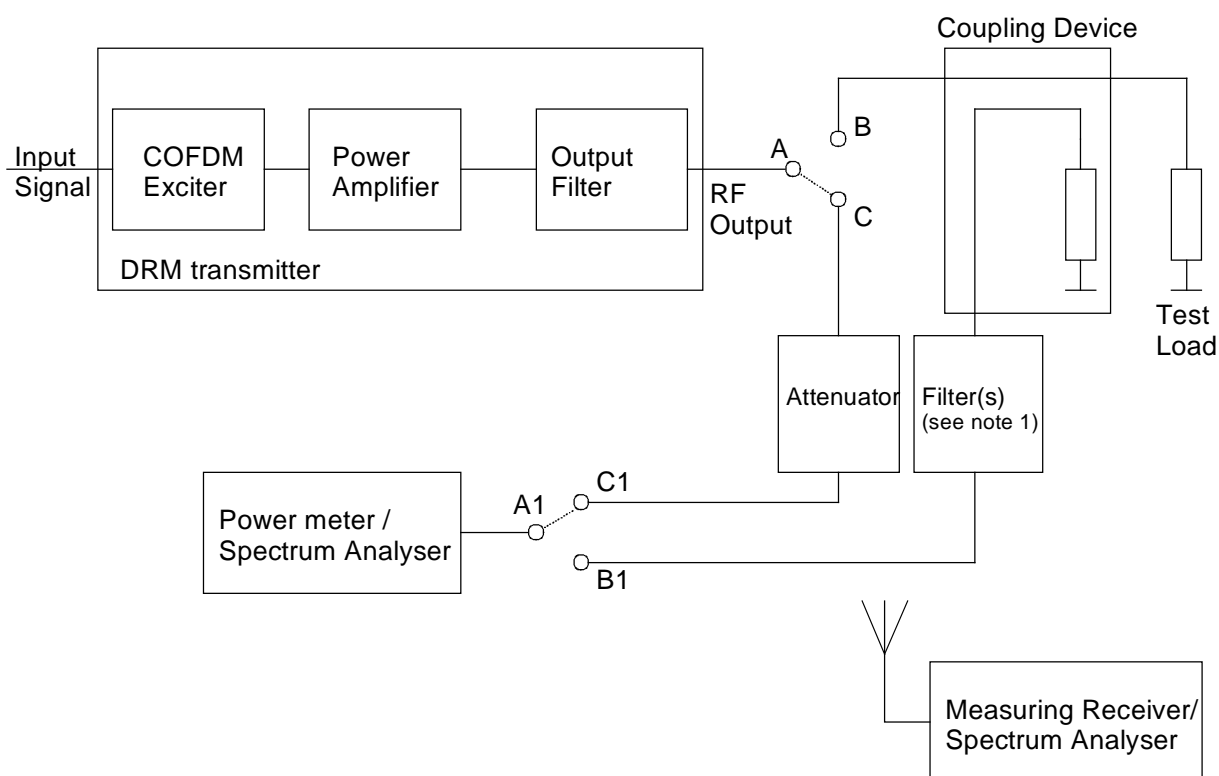 Coupling Device
Input
Signal
COFDM
Exciter
Power
Amplifier
Output
Filter
RF
Output
DRM transmitter
A
B
C
Test
Load
Attenuator
Filter(s)
(see note 1)
Power meter /
Spectrum Analyser
A1
C1
B1
Measuring Receiver/
Spectrum Analyser